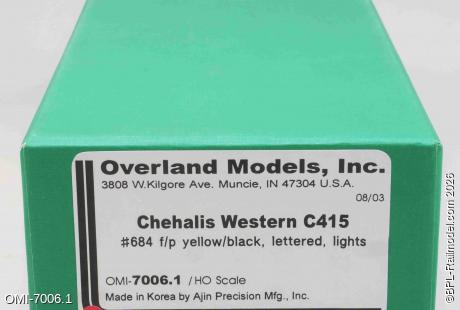 Overland Models, Inc.
3808 W.Kilgore Ave. Muncie, IN 47304 U.S.A.
08/03
Chehalis Western C415
#684 f/p yellow/black, lettered, lights
OMI-7006.1 /HO Scale
Made in Korea by Ajin Precision Mfg., Inc.
OMI-7006.1
©BPL-Railmodel.com 2026